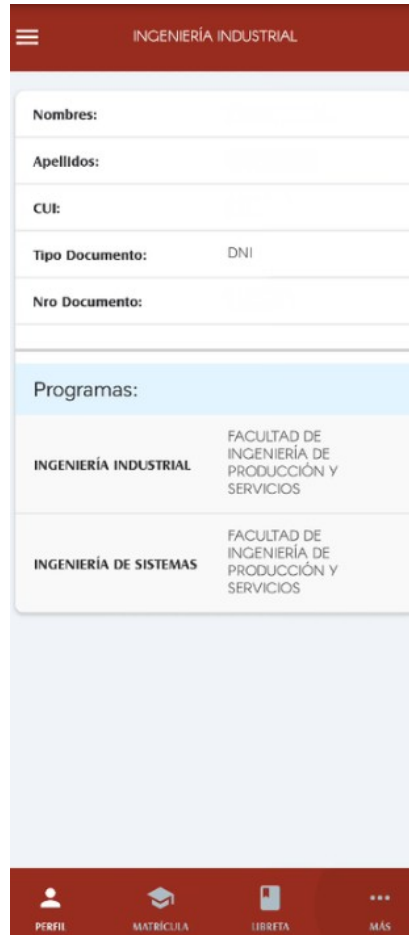 INGENIERÍA INDUSTRIAL
Nombres:
Apellidos:
CUI:
Tipo Documento: DNI
Nro Documento:
Programas:
INGENIERÍA INDUSTRIAL
FACULTAD DE
INGENIERÍA DE
PRODUCCIÓN Y
SERVICIOS
INGENIERÍA DE SISTEMAS
FACULTAD DE
INGENIERÍA DE
PRODUCCIÓN Y
SERVICIOS
PERFIL MATRÍCULA LIBRETA MÁS